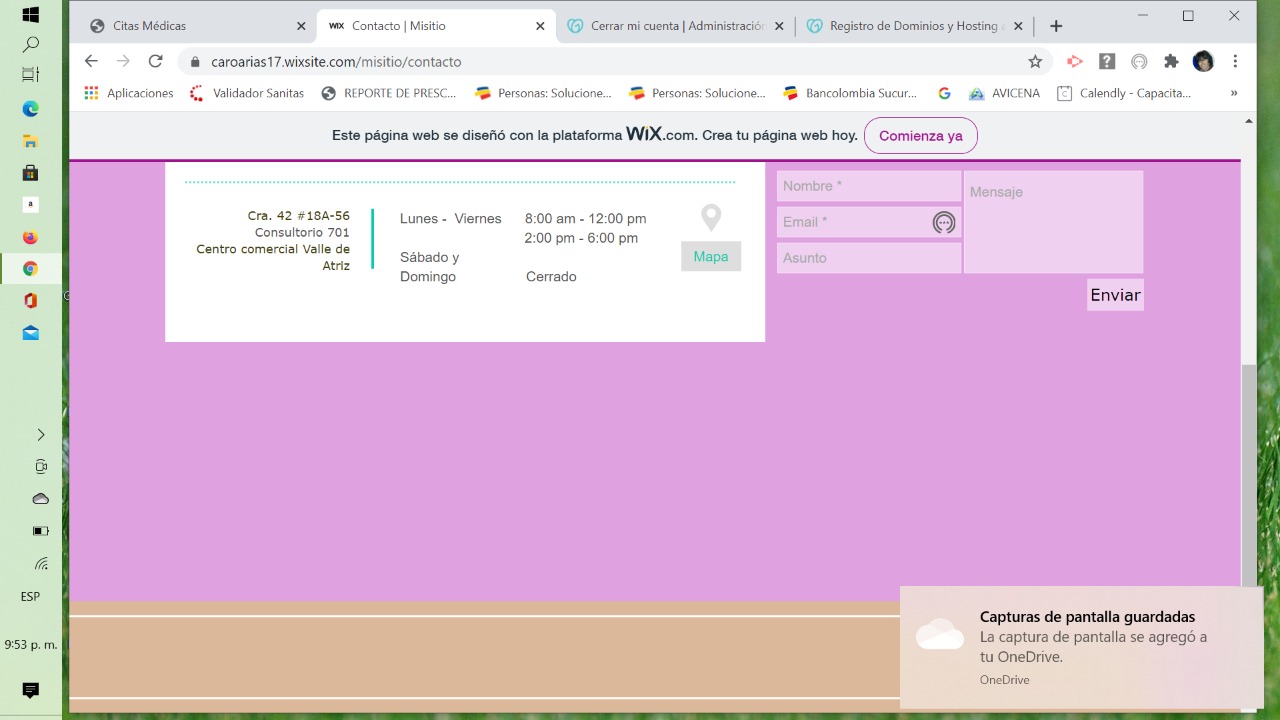 Citas Médicas
WIX Contacto | Misitio
Cerrar mi cuenta | Administración
Registro de Dominios y Hosting
caroarias17.wixsite.com/misitio/contacto
Aplicaciones
Validador Sanitas
REPORTE DE PRESC...
Personas: Solucione...
Personas: Solucione...
Bancolombia Sucur...
AVICENA
Calendly - Capacita...
»
Este página web se diseñó con la plataforma WiX.com. Crea tu página web hoy.
Comienza ya
Cra. 42 #18A-56
Consultorio 701
Centro comercial Valle de
Atriz
Lunes - Viernes 8:00 am - 12:00 pm
2:00 pm - 6:00 pm
Sábado y
Domingo Cerrado
Mapa
Nombre *
Email *
Asunto
Mensaje
Enviar
a
ESP
9:53 p. m.
Capturas de pantalla guardadas
La captura de pantalla se agregó a
tu OneDrive.
OneDrive